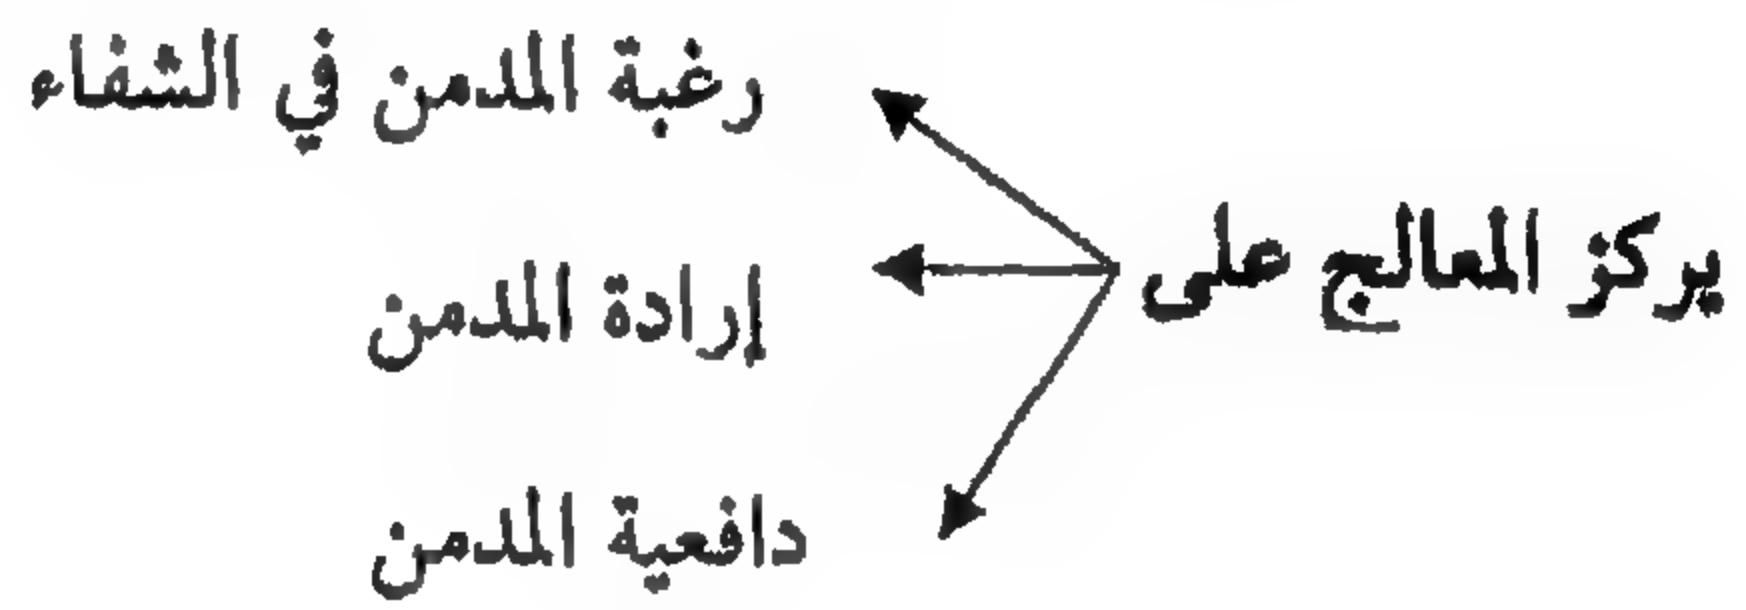 يركز المعالج على
رغبة المدمن في الشفاء
إرادة المدمن
دافعية المدمن